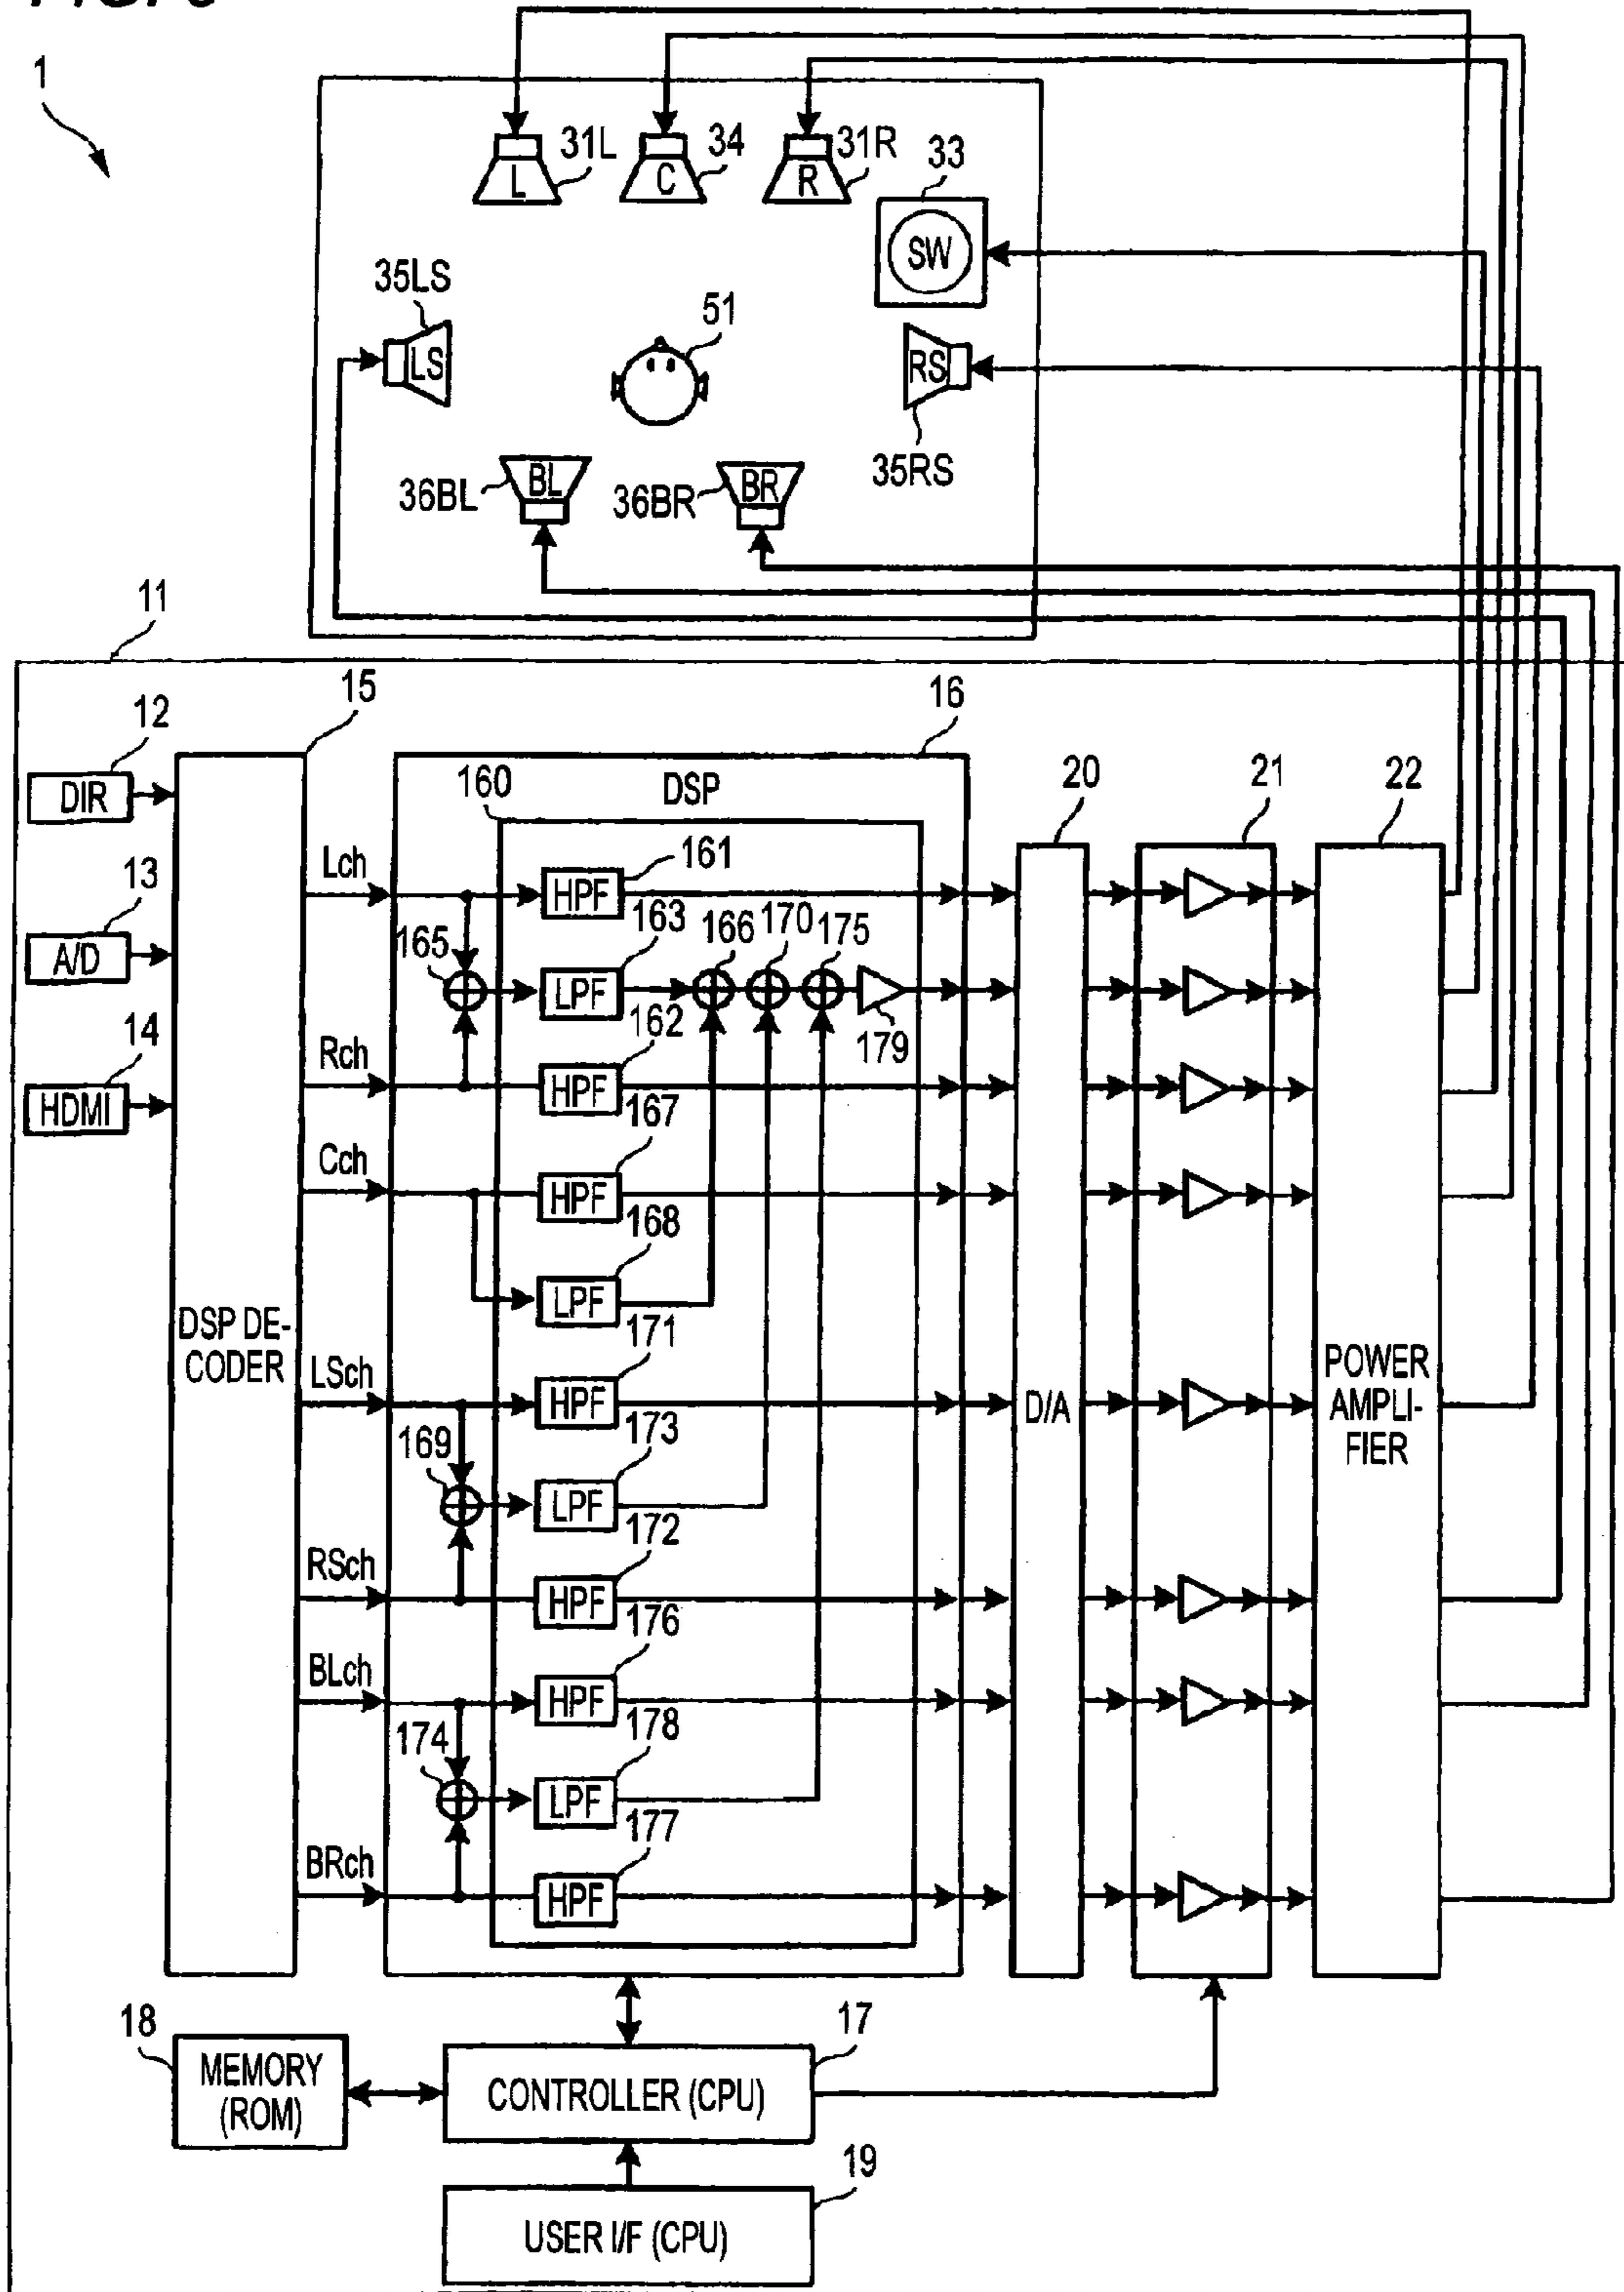 1
31L
34
31R
33
L
C
R
SW
35LS
51
LS
RS
35RS
36BL
BL
36BR
BR
11
12
15
16
DIR
160
DSP
20
21
22
Lch
161
13
HPF
163
166
170
175
A/D
165
LPF
162
179
14
Rch
HPF
167
HDMI
Cch
HPF
168
LPF
171
DSP DE-
CODER
LSch
HPF
173
D/A
POWER
AMPLI-
FIER
169
LPF
172
RSch
HPF
176
BLch
HPF
178
174
LPF
177
BRch
HPF
18
17
MEMORY
(ROM)
CONTROLLER (CPU)
19
USER I/F (CPU)